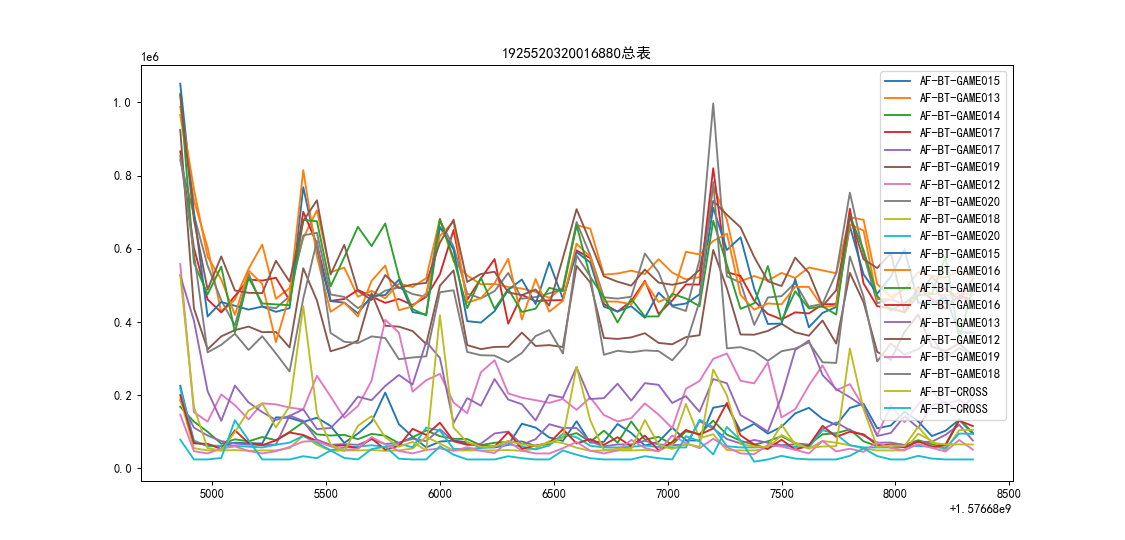 1925520320016880总表
1e6
1.0
0.8
0.6
0.4
0.2
0.0
5000 5500 6000 6500 7000 7500 8000 8500
+1.57668e9
AF-BT-GAME015
AF-BT-GAME013
AF-BT-GAME014
AF-BT-GAME017
AF-BT-GAME017
AF-BT-GAME019
AF-BT-GAME012
AF-BT-GAME020
AF-BT-GAME018
AF-BT-GAME020
AF-BT-GAME015
AF-BT-GAME016
AF-BT-GAME014
AF-BT-GAME016
AF-BT-GAME013
AF-BT-GAME012
AF-BT-GAME019
AF-BT-GAME018
AF-BT-CROSS
AF-BT-CROSS